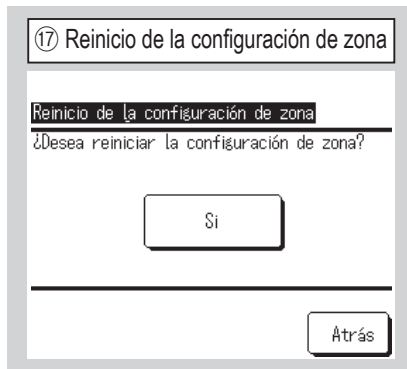 ⑰ Reinicio de la configuración de zona
Reinicio de la configuración de zona
¿Desea reiniciar la configuración de zona?
Si
Atrás